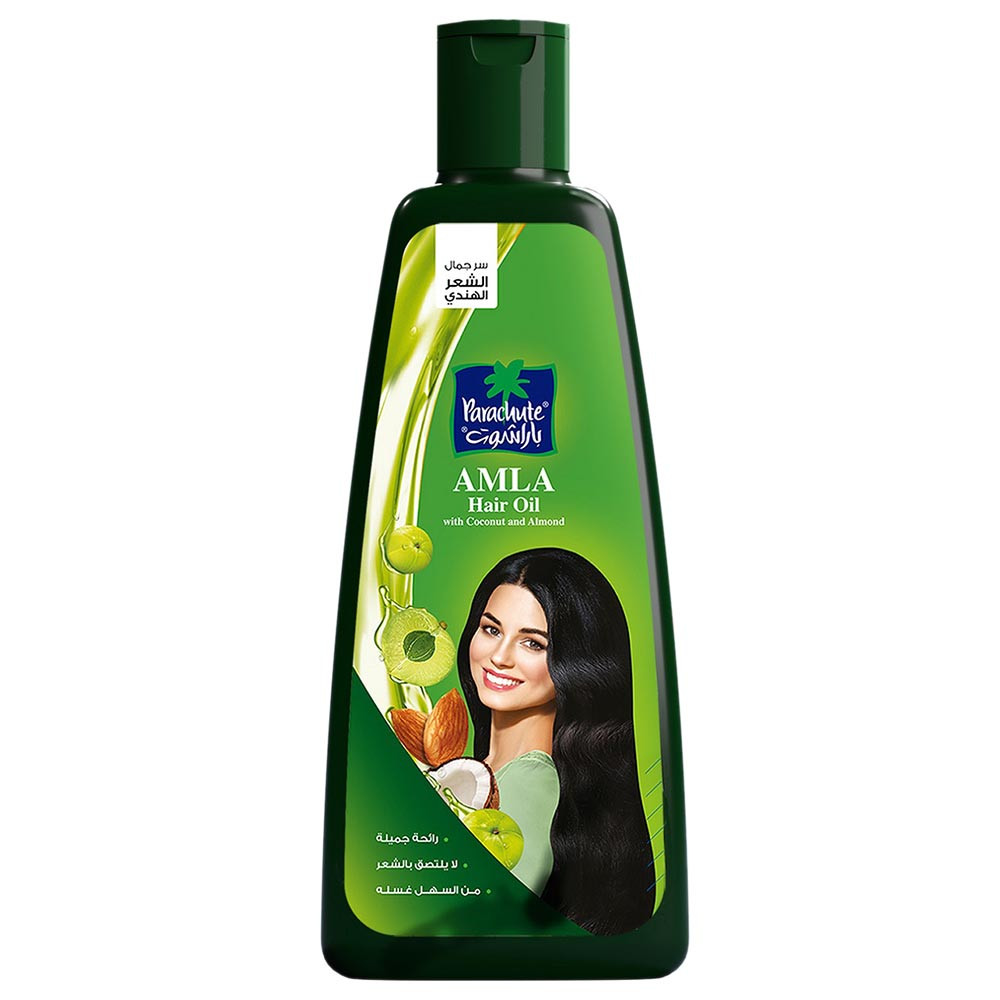 سر جمال
الشعر
الهندي
Parachute®
باراشوت®
AMLA
Hair Oil
with Coconut and Almond
• رائحة جميلة
• لا يلتصق بالشعر
• من السهل غسله